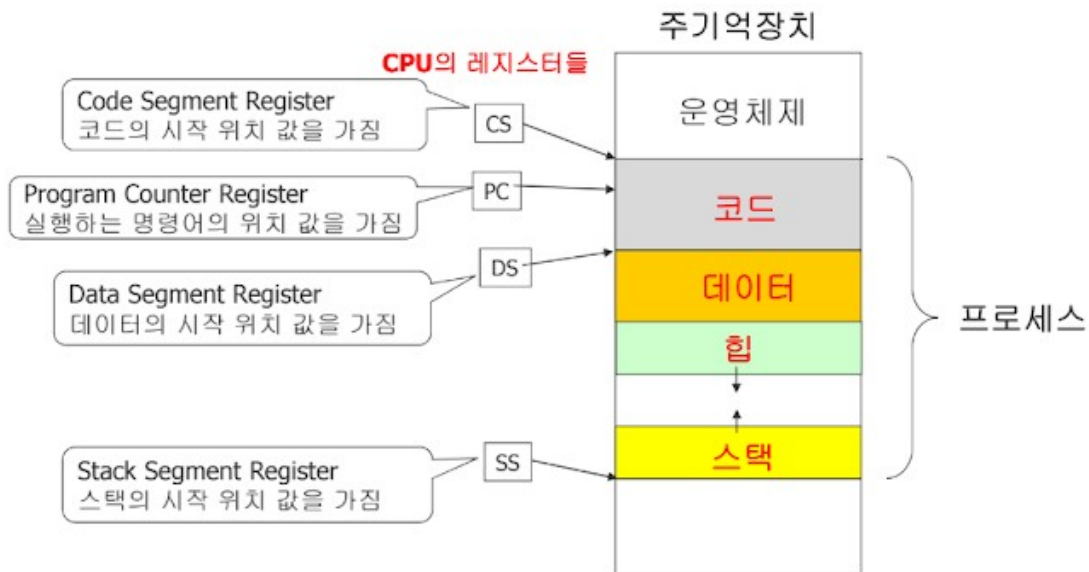 주기억장치
CPU의 레지스터들
Code Segment Register
코드의 시작 위치 값을 가짐
CS
운영체제
Program Counter Register
실행하는 명령어의 위치 값을 가짐
PC
코드
DS
Data Segment Register
데이터의 시작 위치 값을 가짐
데이터
프로세스
힙
Stack Segment Register
스택의 시작 위치 값을 가짐
SS
스택